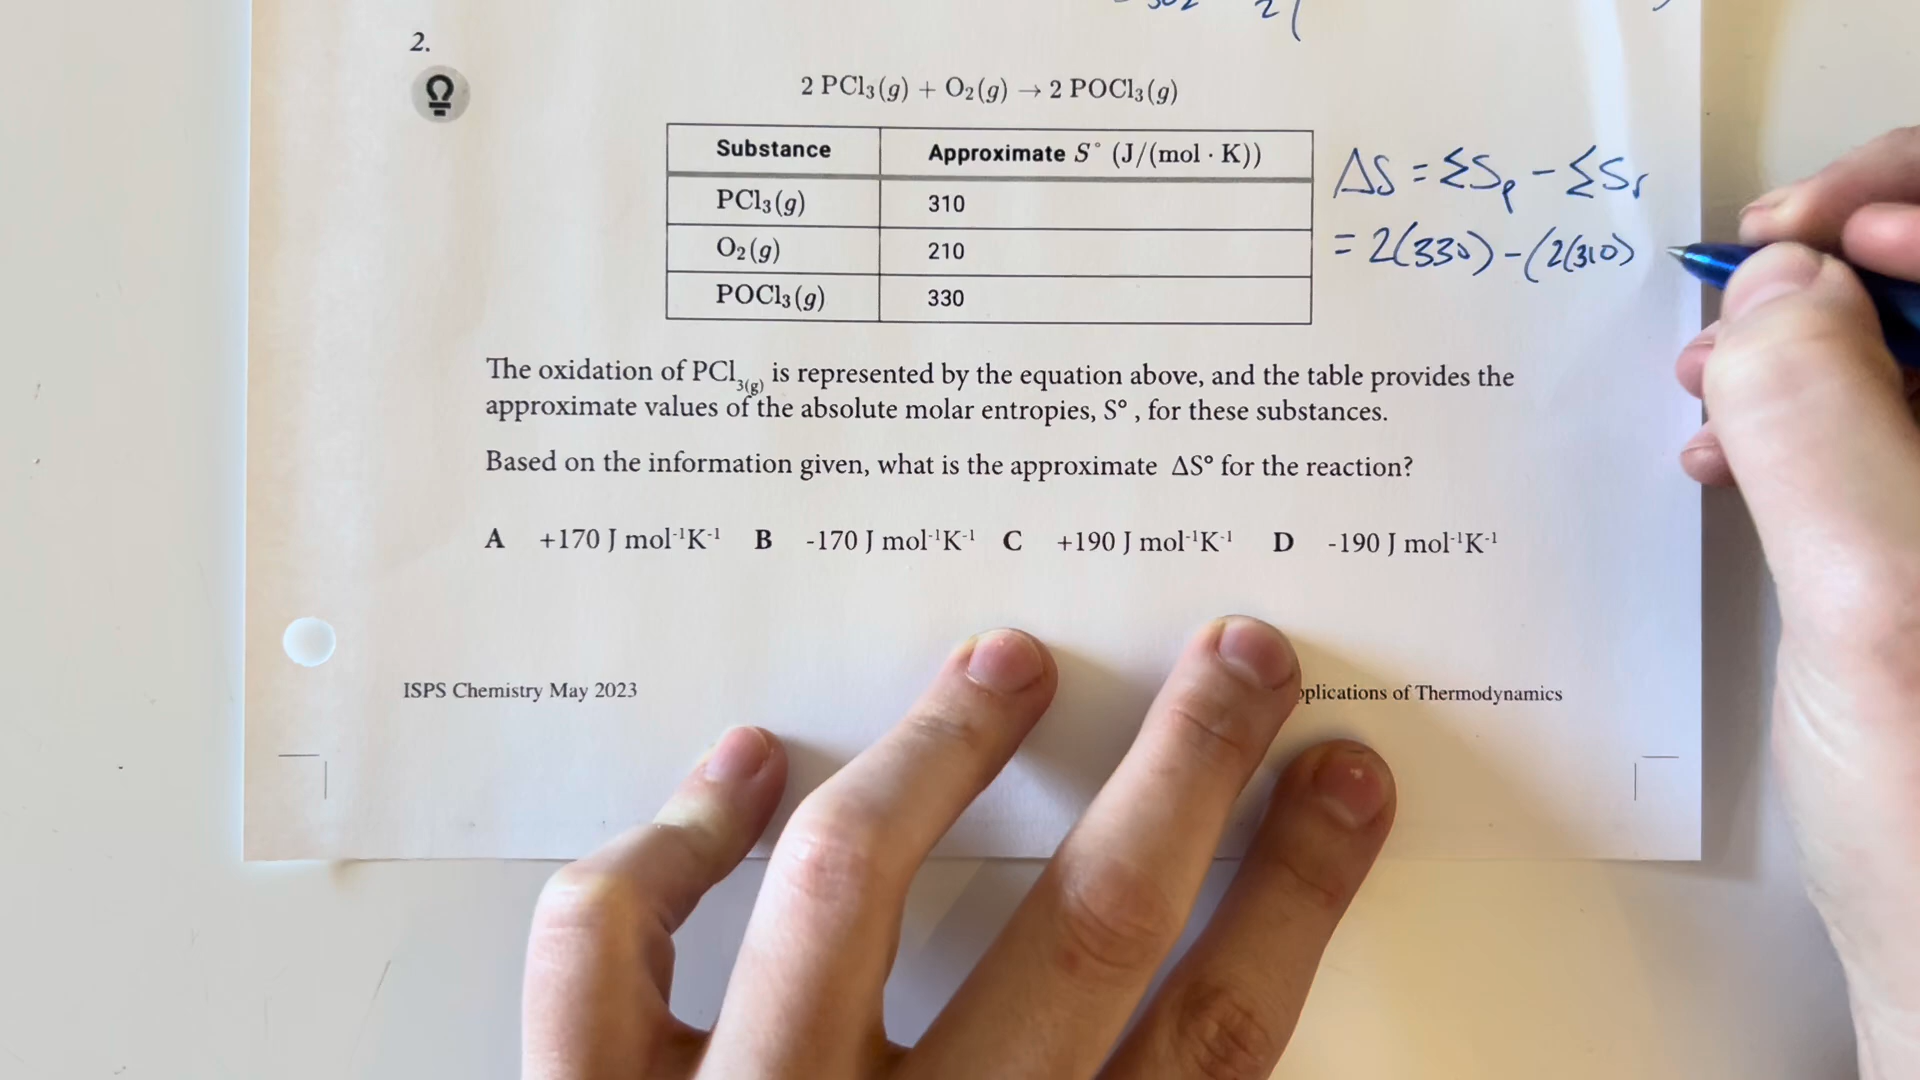 2.
2 PCl₃(g) + O₂(g) → 2 POCl₃(g)
Substance Approximate S° (J/(mol · K))
PCl₃(g) 310
O₂(g) 210
POCl₃(g) 330
ΔS = ΣSp - ΣSr
= 2(330) - (2(310)
The oxidation of PCl₃(g) is represented by the equation above, and the table provides the
approximate values of the absolute molar entropies, S° , for these substances.
Based on the information given, what is the approximate ΔS° for the reaction?
A +170 J mol⁻¹K⁻¹ B -170 J mol⁻¹K⁻¹ C +190 J mol⁻¹K⁻¹ D -190 J mol⁻¹K⁻¹
ISPS Chemistry May 2023
of Thermodynamics